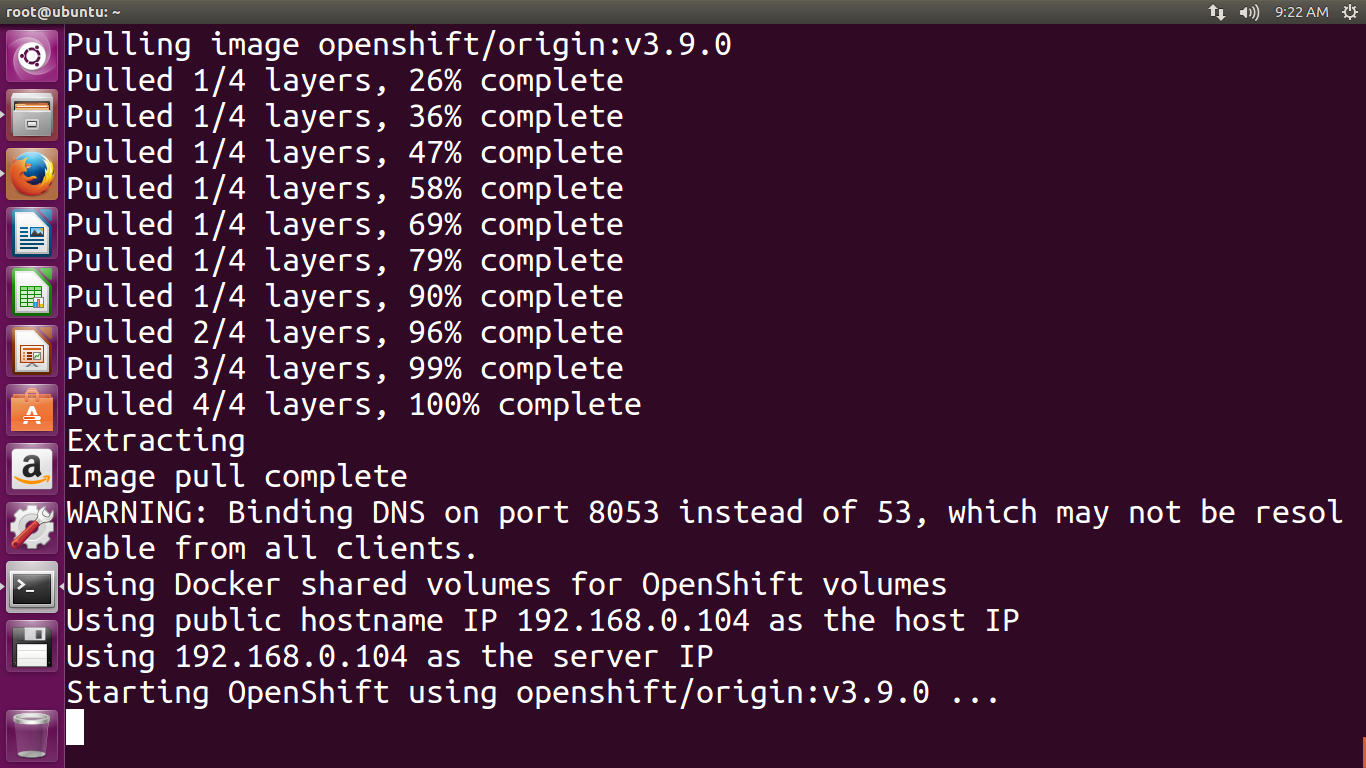 root@ubuntu: ~
9:22 AM
Pulling image openshift/origin:v3.9.0
Pulled 1/4 layers, 26% complete
Pulled 1/4 layers, 36% complete
Pulled 1/4 layers, 47% complete
Pulled 1/4 layers, 58% complete
Pulled 1/4 layers, 69% complete
Pulled 1/4 layers, 79% complete
Pulled 1/4 layers, 90% complete
Pulled 2/4 layers, 96% complete
Pulled 3/4 layers, 99% complete
Pulled 4/4 layers, 100% complete
Extracting
Image pull complete
WARNING: Binding DNS on port 8053 instead of 53, which may not be resol
vable from all clients.
Using Docker shared volumes for OpenShift volumes
Using public hostname IP 192.168.0.104 as the host IP
Using 192.168.0.104 as the server IP
Starting OpenShift using openshift/origin:v3.9.0 ...